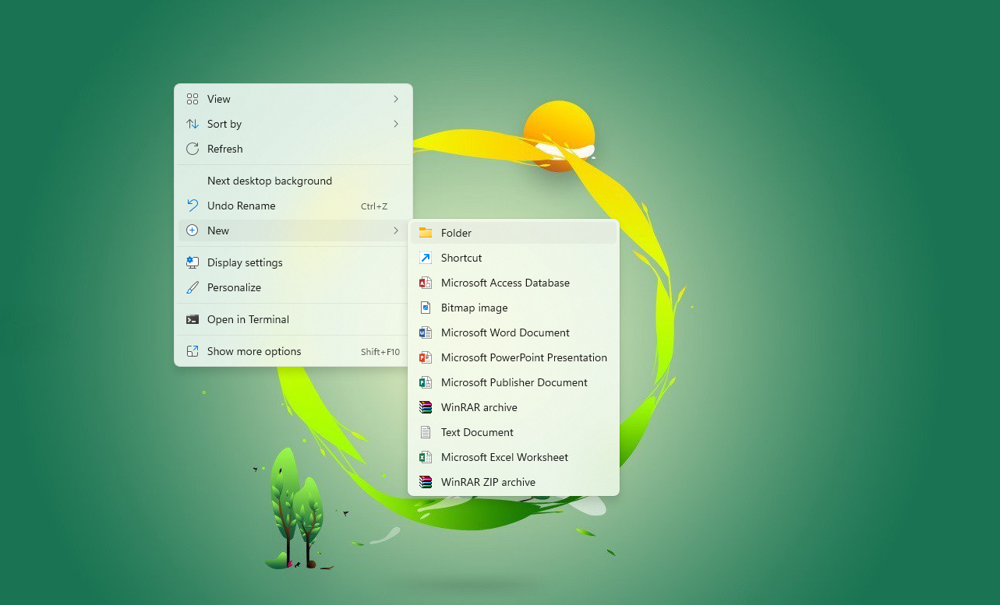 View
Sort by
Refresh
Next desktop background
Undo Rename Ctrl+Z
New
Display settings
Personalize
Open in Terminal
Show more options Shift+F10
Folder
Shortcut
Microsoft Access Database
Bitmap image
Microsoft Word Document
Microsoft PowerPoint Presentation
Microsoft Publisher Document
WinRAR archive
Text Document
Microsoft Excel Worksheet
WinRAR ZIP archive